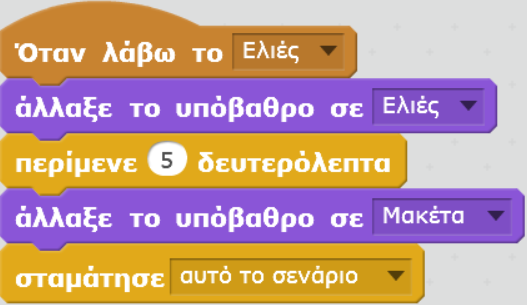 Όταν λάβω το Ελιές
άλλαξε το υπόβαθρο σε Ελιές
περίμενε 5 δευτερόλεπτα
άλλαξε το υπόβαθρο σε Μακέτα
σταμάτησε αυτό το σενάριο